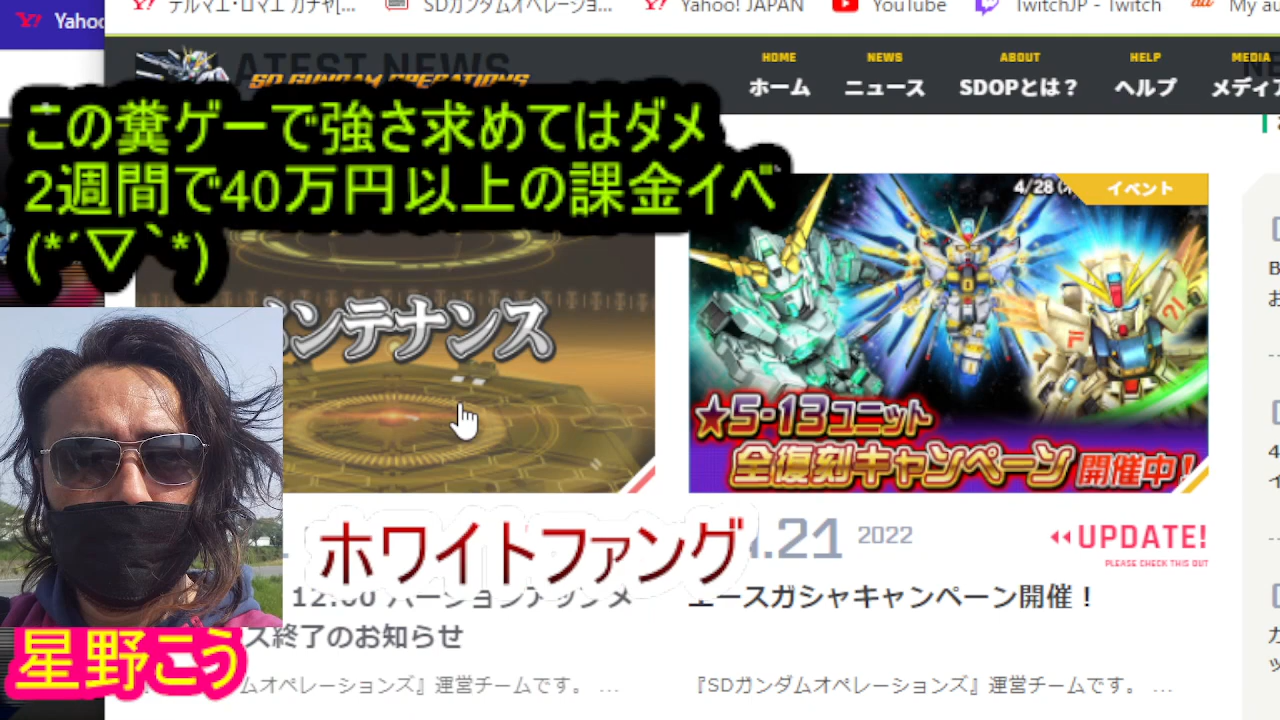 Yahoo
テルマエ・ロマエ ガチャ[...
SDガンダムオペレーショ...
Yahoo! JAPAN
YouTube
TwitchJP - Twitch
My au
LATEST NEWS
SD GUNDAM OPERATIONS
HOME
ホーム
NEWS
ニュース
ABOUT
SDOPとは？
HELP
ヘルプ
MEDIA
メディア
この糞ゲーで強さ求めてはダメ
2週間で40万円以上の課金イベ
(*´▽｀*)
メンテナンス
4/28(木
イベント
★5・13ユニット
全復刻キャンペーン 開催中！
ホワイトファング
.21 2022
UPDATE!
PLEASE CHECK THIS OUT
12:00 バージョンアップメ
ス終了のお知らせ
エースガシャキャンペーン開催！
星野こう
ムオペレーションズ』運営チームです。 ...
『SDガンダムオペレーションズ』運営チームです。 ...